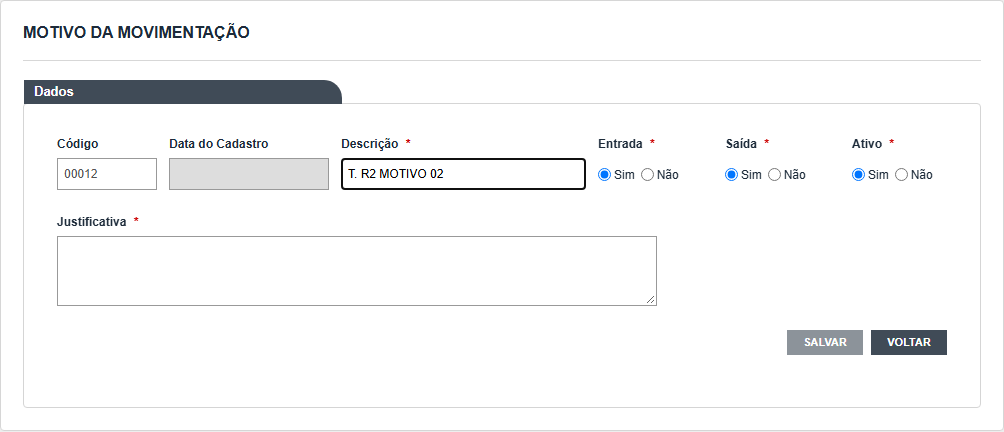 MOTIVO DA MOVIMENTAÇÃO
Dados
Código Data do Cadastro Descrição * Entrada * Saída * Ativo *
00012 T. R2 MOTIVO 02 Sim Não Sim Não Sim Não
Justificativa *
SALVAR VOLTAR